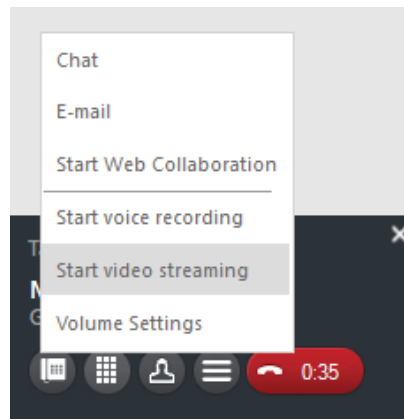 Chat
E-mail
Start Web Collaboration
Start voice recording
Start video streaming
Volume Settings
0:35